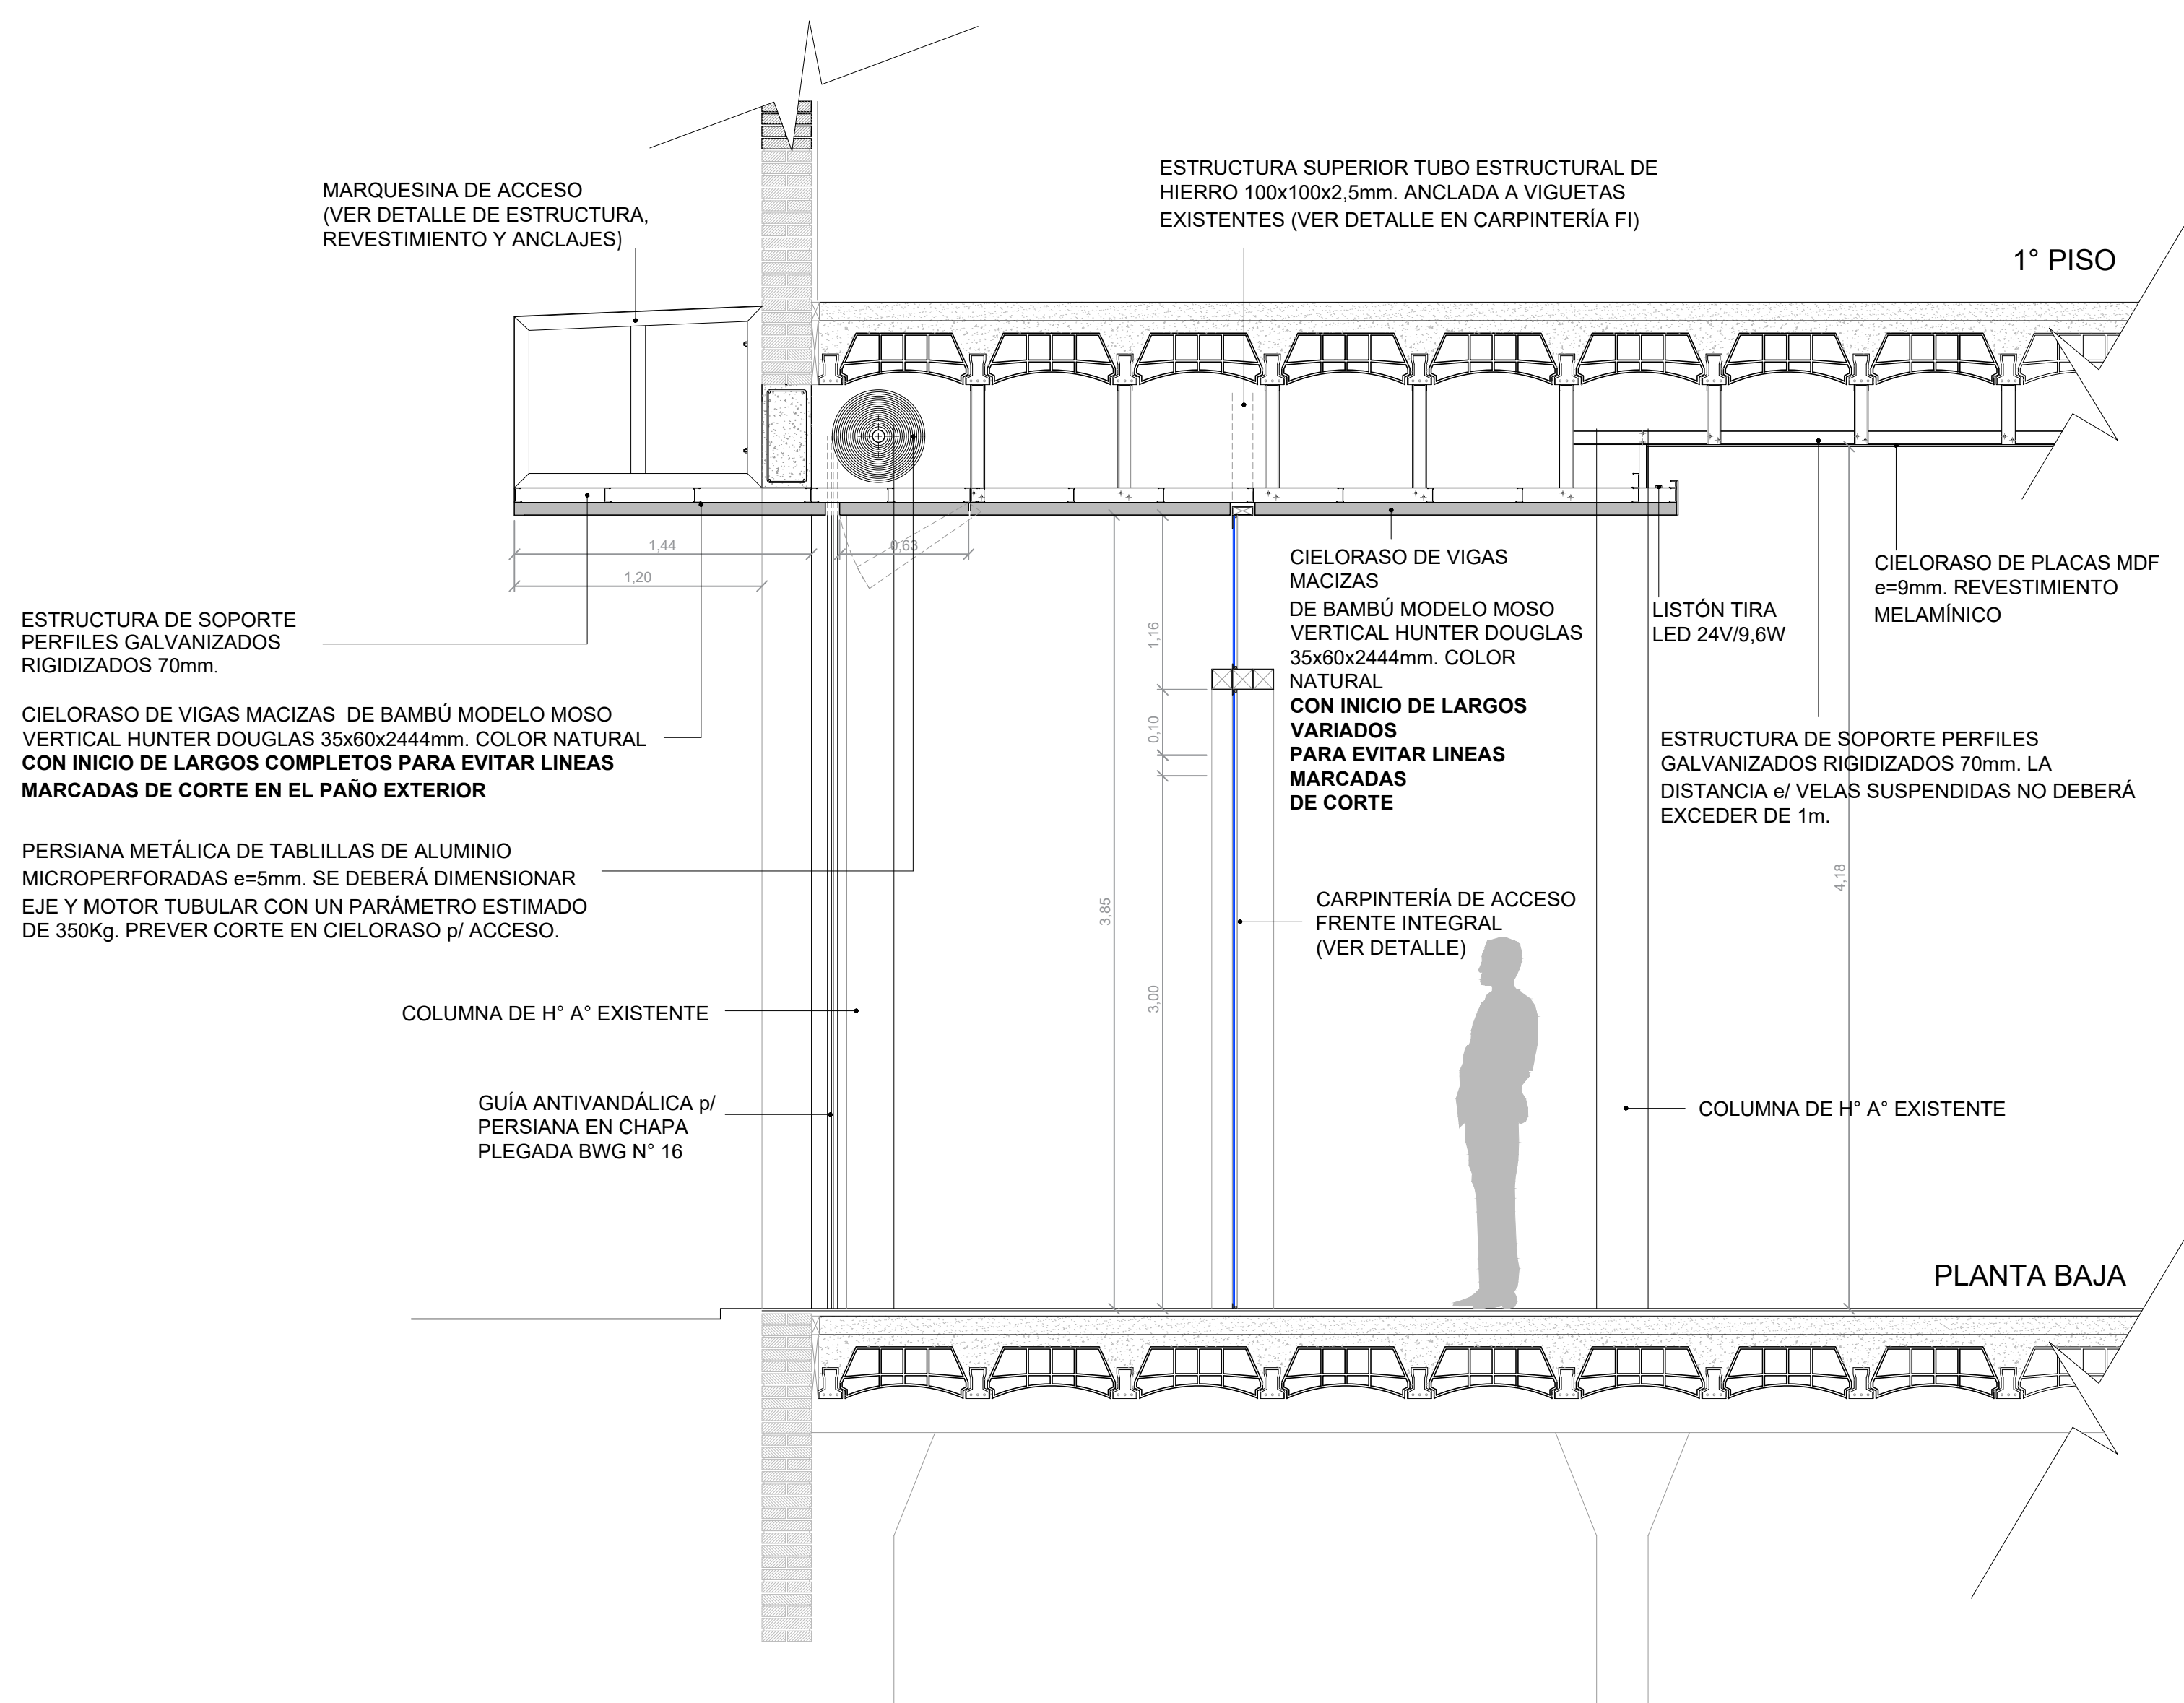 MARQUESINA DE ACCESO
(VER DETALLE DE ESTRUCTURA,
REVESTIMIENTO Y ANCLAJES)
ESTRUCTURA SUPERIOR TUBO ESTRUCTURAL DE
HIERRO 100x100x2,5mm. ANCLADA A VIGUETAS
EXISTENTES (VER DETALLE EN CARPINTERÍA FI)
1° PISO
1,44
0,63
1,20
CIELORASO DE VIGAS
MACIZAS
DE BAMBÚ MODELO MOSO
VERTICAL HUNTER DOUGLAS
35x60x2444mm. COLOR
NATURAL
CON INICIO DE LARGOS
VARIADOS
PARA EVITAR LINEAS
MARCADAS
DE CORTE
LISTÓN TIRA
LED 24V/9,6W
CIELORASO DE PLACAS MDF
e=9mm. REVESTIMIENTO
MELAMÍNICO
ESTRUCTURA DE SOPORTE
PERFILES GALVANIZADOS
RIGIDIZADOS 70mm.
CIELORASO DE VIGAS MACIZAS  DE BAMBÚ MODELO MOSO
VERTICAL HUNTER DOUGLAS 35x60x2444mm. COLOR NATURAL
CON INICIO DE LARGOS COMPLETOS PARA EVITAR LINEAS
MARCADAS DE CORTE EN EL PAÑO EXTERIOR
1,16
0,10
3,00
3,85
ESTRUCTURA DE SOPORTE PERFILES
GALVANIZADOS RIGIDIZADOS 70mm. LA
DISTANCIA e/ VELAS SUSPENDIDAS NO DEBERÁ
EXCEDER DE 1m.
4,18
PERSIANA METÁLICA DE TABLILLAS DE ALUMINIO
MICROPERFORADAS e=5mm. SE DEBERÁ DIMENSIONAR
EJE Y MOTOR TUBULAR CON UN PARÁMETRO ESTIMADO
DE 350Kg. PREVER CORTE EN CIELORASO p/ ACCESO.
CARPINTERÍA DE ACCESO
FRENTE INTEGRAL
(VER DETALLE)
COLUMNA DE H° A° EXISTENTE
GUÍA ANTIVANDÁLICA p/
PERSIANA EN CHAPA
PLEGADA BWG N° 16
COLUMNA DE H° A° EXISTENTE
PLANTA BAJA